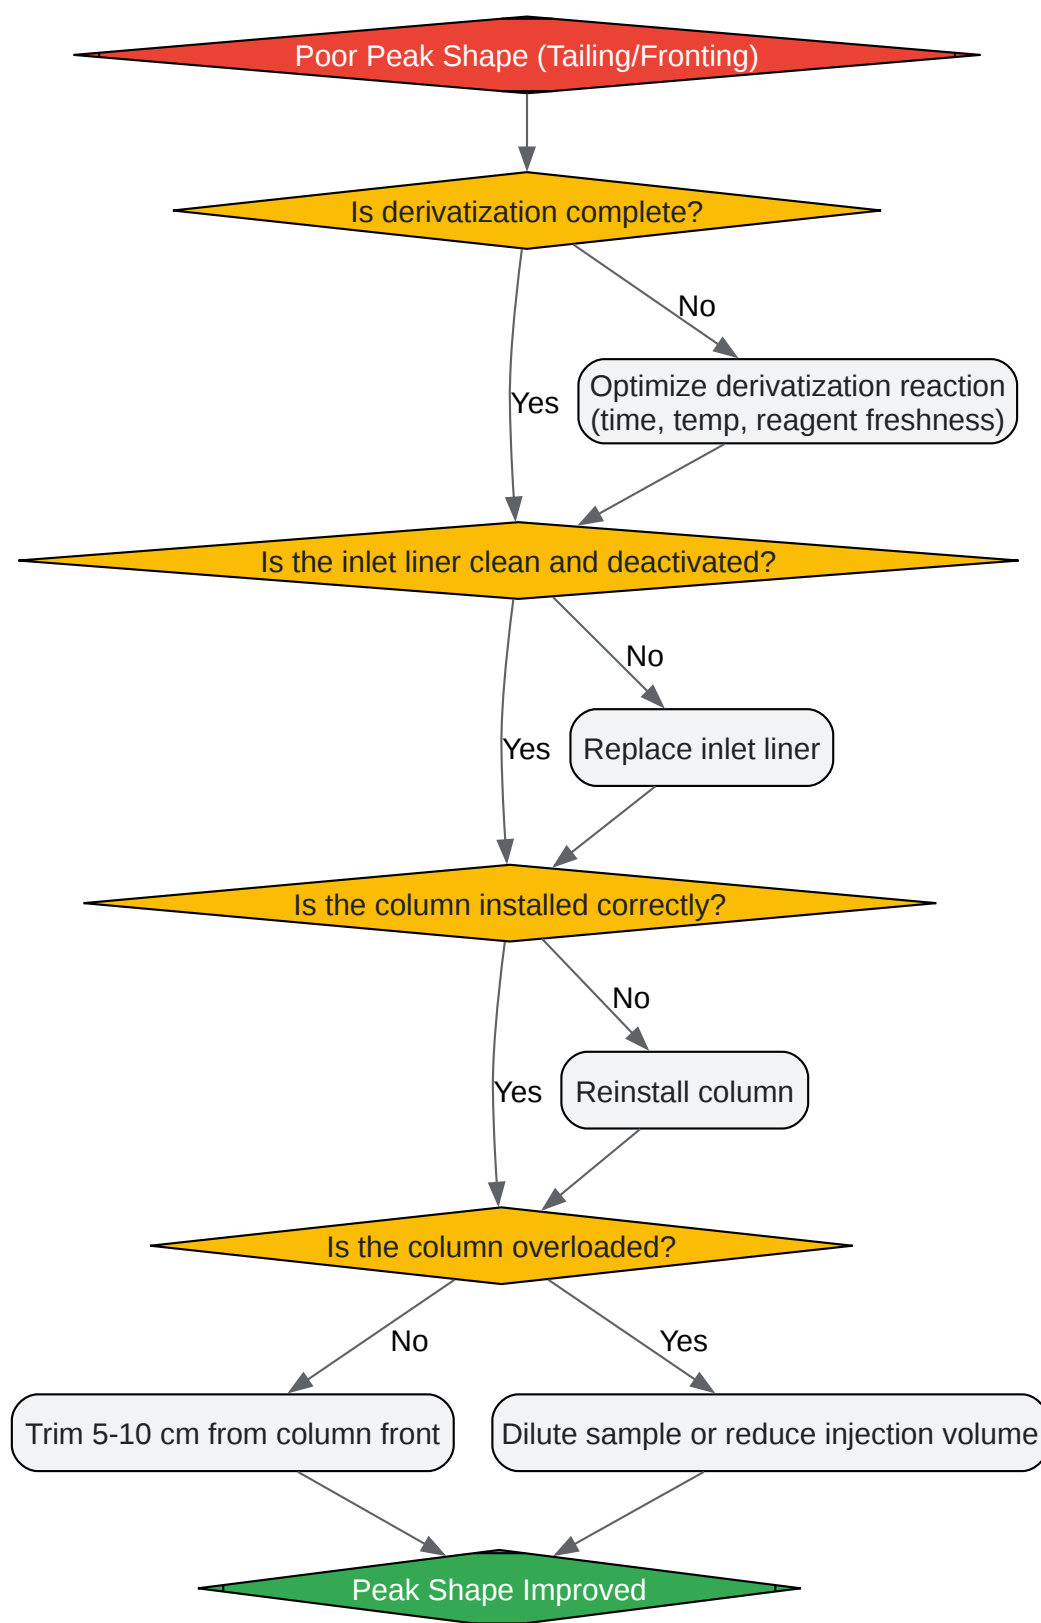 Poor Peak Shape (Tailing/Fronting)
Is derivatization complete?
No
Optimize derivatization reaction
(time, temp, reagent freshness)
Yes
Is the inlet liner clean and deactivated?
No
Yes
Replace inlet liner
Is the column installed correctly?
No
Yes
Reinstall column
Is the column overloaded?
No
Yes
Trim 5-10 cm from column front
Dilute sample or reduce injection volume
Peak Shape Improved